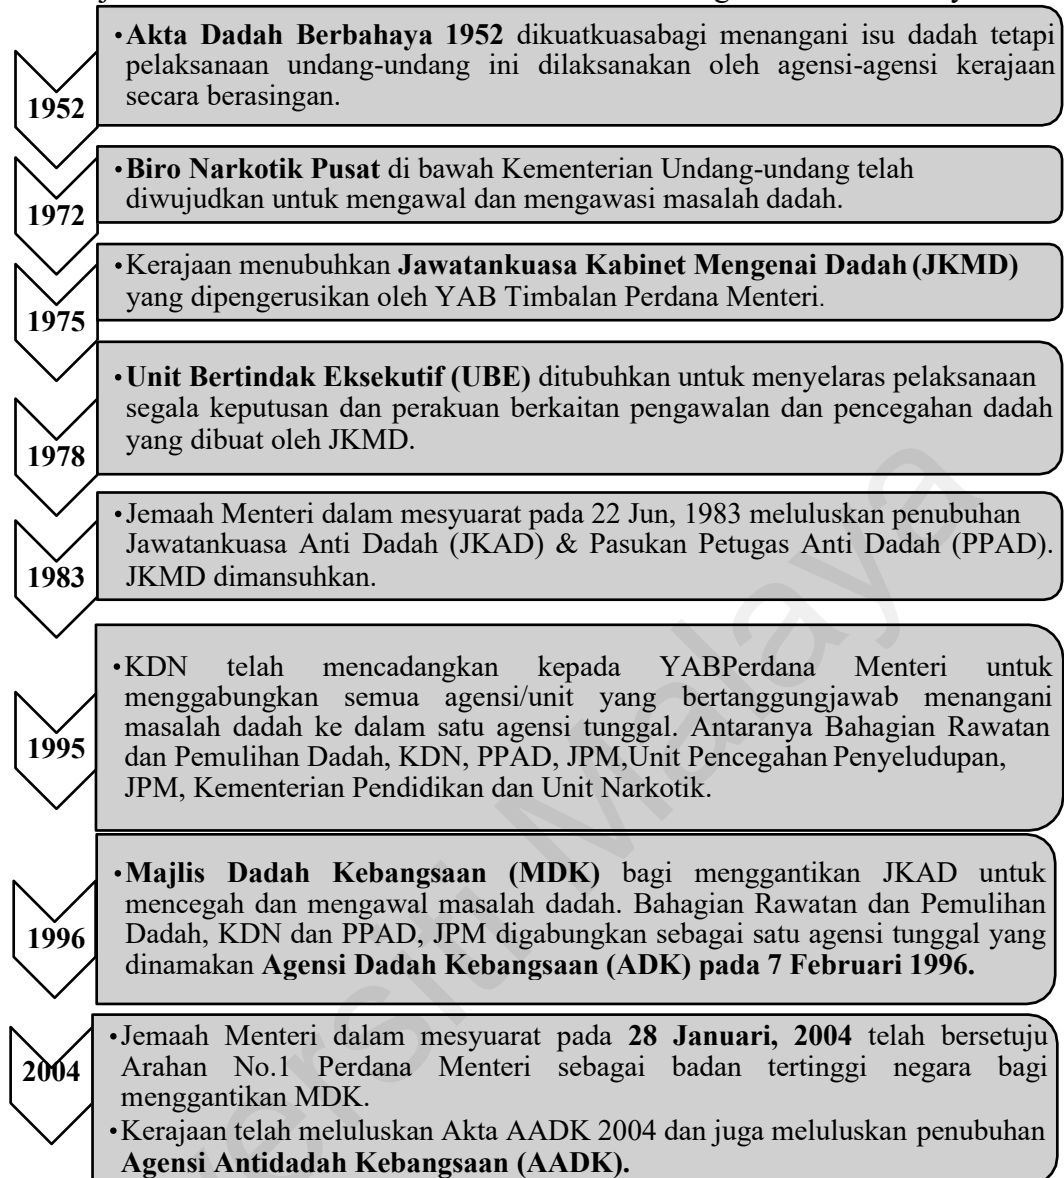 •Akta Dadah Berbahaya 1952 dikuatkuasabagi menangani isu dadah tetapi
pelaksanaan undang-undang ini dilaksanakan oleh agensi-agensi kerajaan
secara berasingan.
1952
•Biro Narkotik Pusat di bawah Kementerian Undang-undang telah
diwujudkan untuk mengawal dan mengawasi masalah dadah.
1972
•Kerajaan menubuhkan Jawatankuasa Kabinet Mengenai Dadah (JKMD)
yang dipengerusikan oleh YAB Timbalan Perdana Menteri.
1975
•Unit Bertindak Eksekutif (UBE) ditubuhkan untuk menyelaras pelaksanaan
segala keputusan dan perakuan berkaitan pengawalan dan pencegahan dadah
yang dibuat oleh JKMD.
1978
•Jemaah Menteri dalam mesyuarat pada 22 Jun, 1983 meluluskan penubuhan
Jawatankuasa Anti Dadah (JKAD) & Pasukan Petugas Anti Dadah (PPAD).
JKMD dimansuhkan.
1983
•KDN telah mencadangkan kepada YABPerdana Menteri untuk
menggabungkan semua agensi/unit yang bertanggungjawab menangani
masalah dadah ke dalam satu agensi tunggal. Antaranya Bahagian Rawatan
dan Pemulihan Dadah, KDN, PPAD, JPM,Unit Pencegahan Penyeludupan,
JPM, Kementerian Pendidikan dan Unit Narkotik.
1995
•Majlis Dadah Kebangsaan (MDK) bagi menggantikan JKAD untuk
mencegah dan mengawal masalah dadah. Bahagian Rawatan dan Pemulihan
Dadah, KDN dan PPAD, JPM digabungkan sebagai satu agensi tunggal yang
dinamakan Agensi Dadah Kebangsaan (ADK) pada 7 Februari 1996.
1996
•Jemaah Menteri dalam mesyuarat pada 28 Januari, 2004 telah bersetuju
Arahan No.1 Perdana Menteri sebagai badan tertinggi negara bagi
menggantikan MDK.
•Kerajaan telah meluluskan Akta AADK 2004 dan juga meluluskan penubuhan
Agensi Antidadah Kebangsaan (AADK).
2004